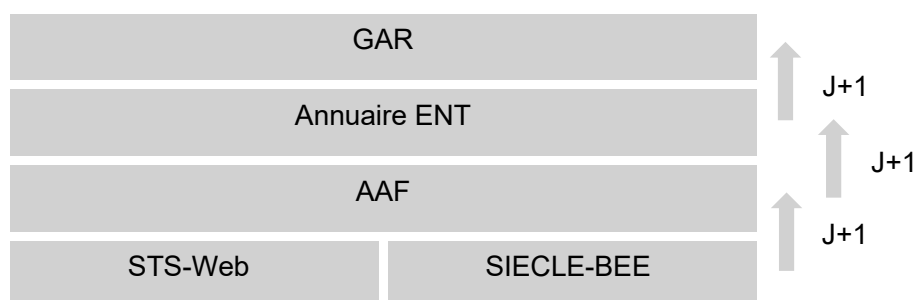 GAR
J+1
Annuaire ENT
J+1
AAF
J+1
STS-Web
SIECLE-BEE